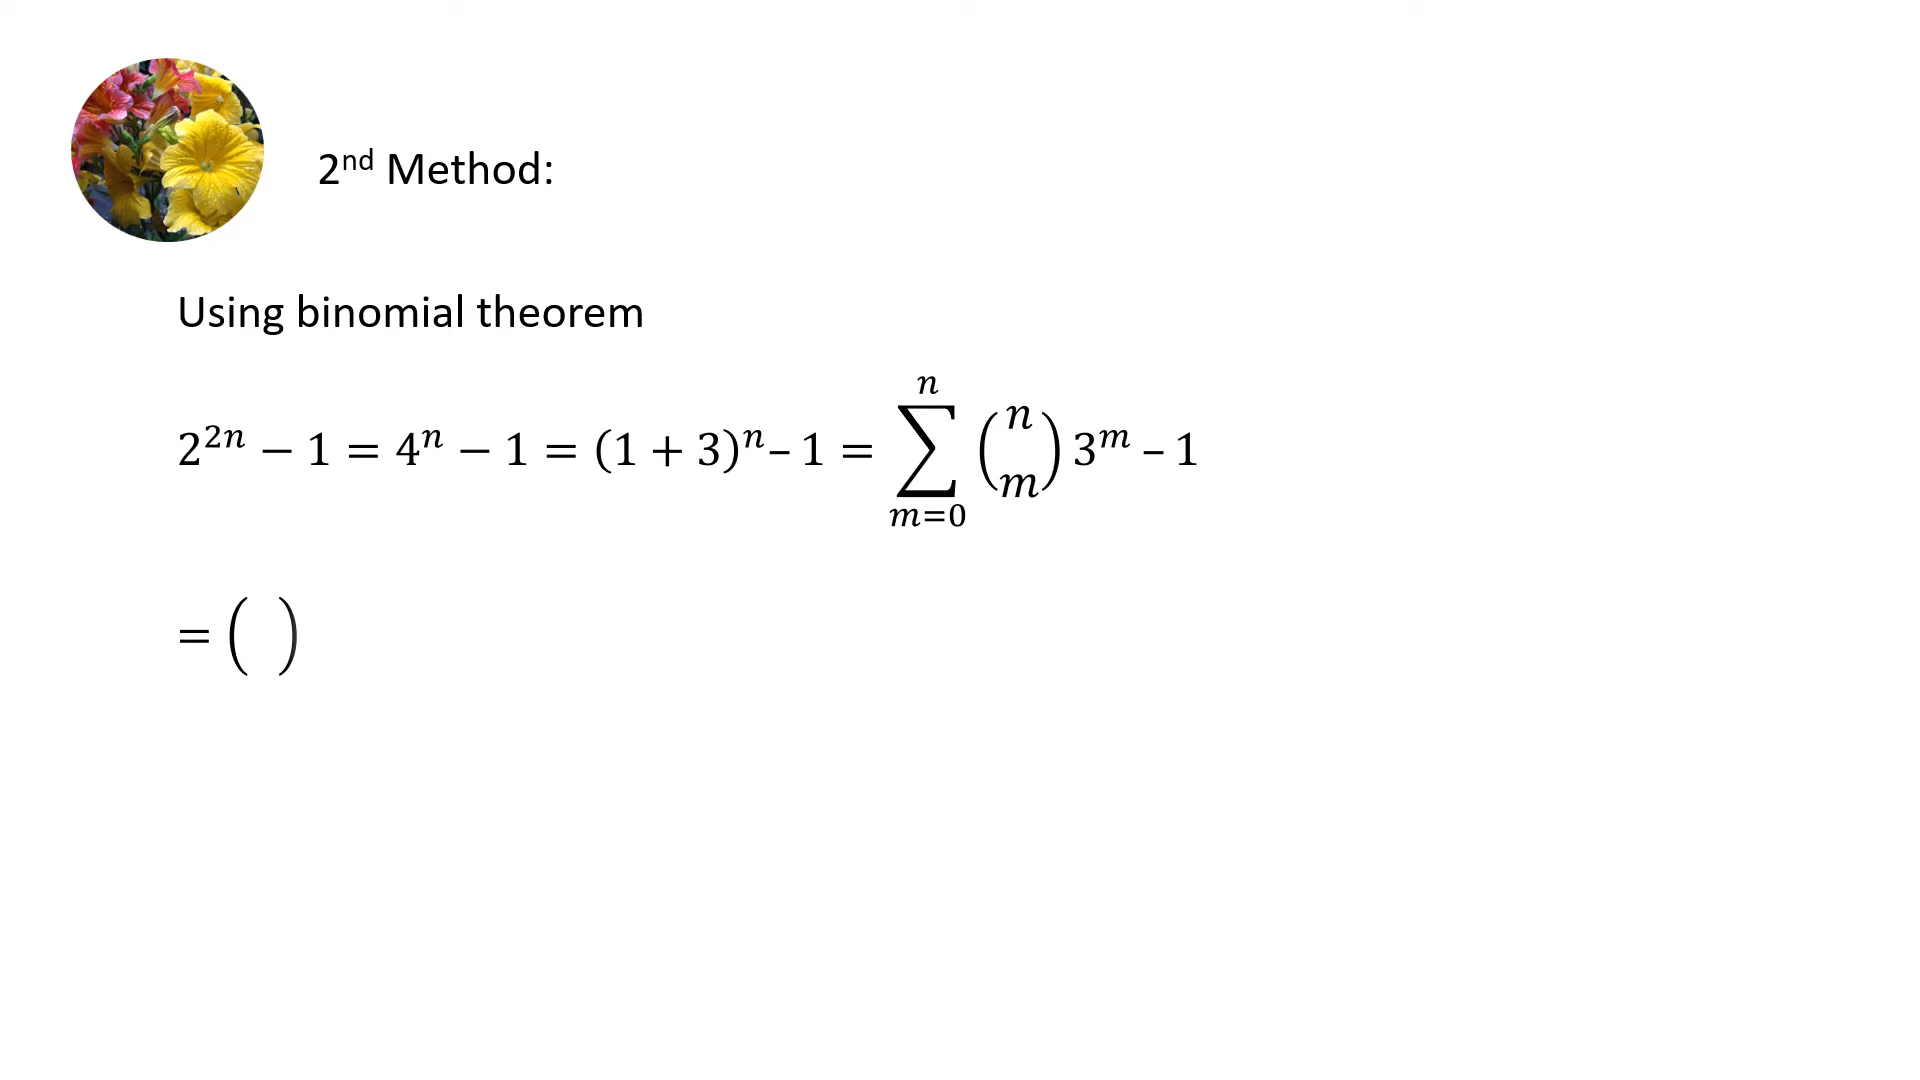 2nd Method:
Using binomial theorem
$2^{2n} - 1 = 4^n - 1 = (1 + 3)^n – 1 = \sum_{m=0}^{n} \binom{n}{m} 3^m – 1$
= ( )